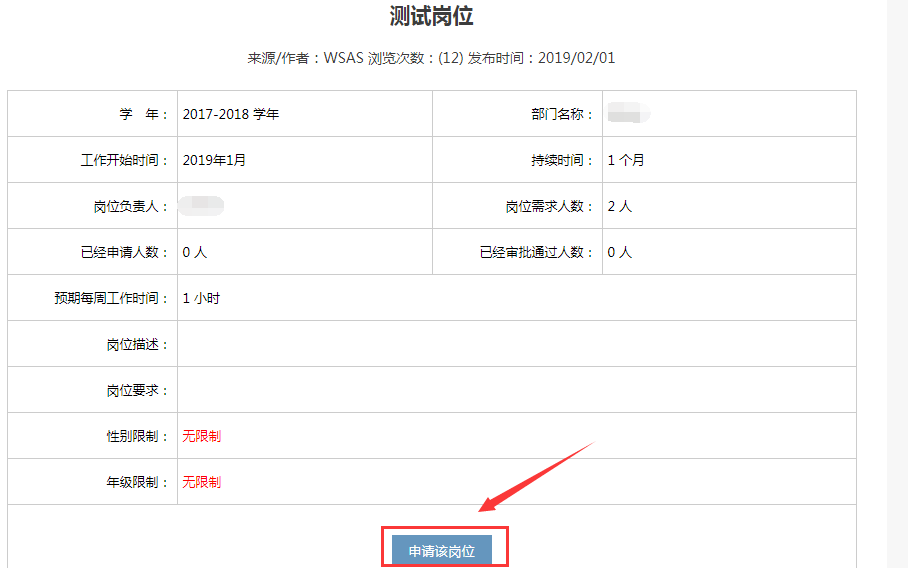 测试岗位
来源/作者：WSAS 浏览次数：(12) 发布时间：2019/02/01
学　年： 2017-2018 学年 部门名称：
工作开始时间： 2019年1月 持续时间： 1 个月
岗位负责人： 岗位需求人数： 2 人
已经申请人数： 0 人 已经审批通过人数： 0 人
预期每周工作时间： 1 小时
岗位描述：
岗位要求：
性别限制： 无限制
年级限制： 无限制
申请该岗位